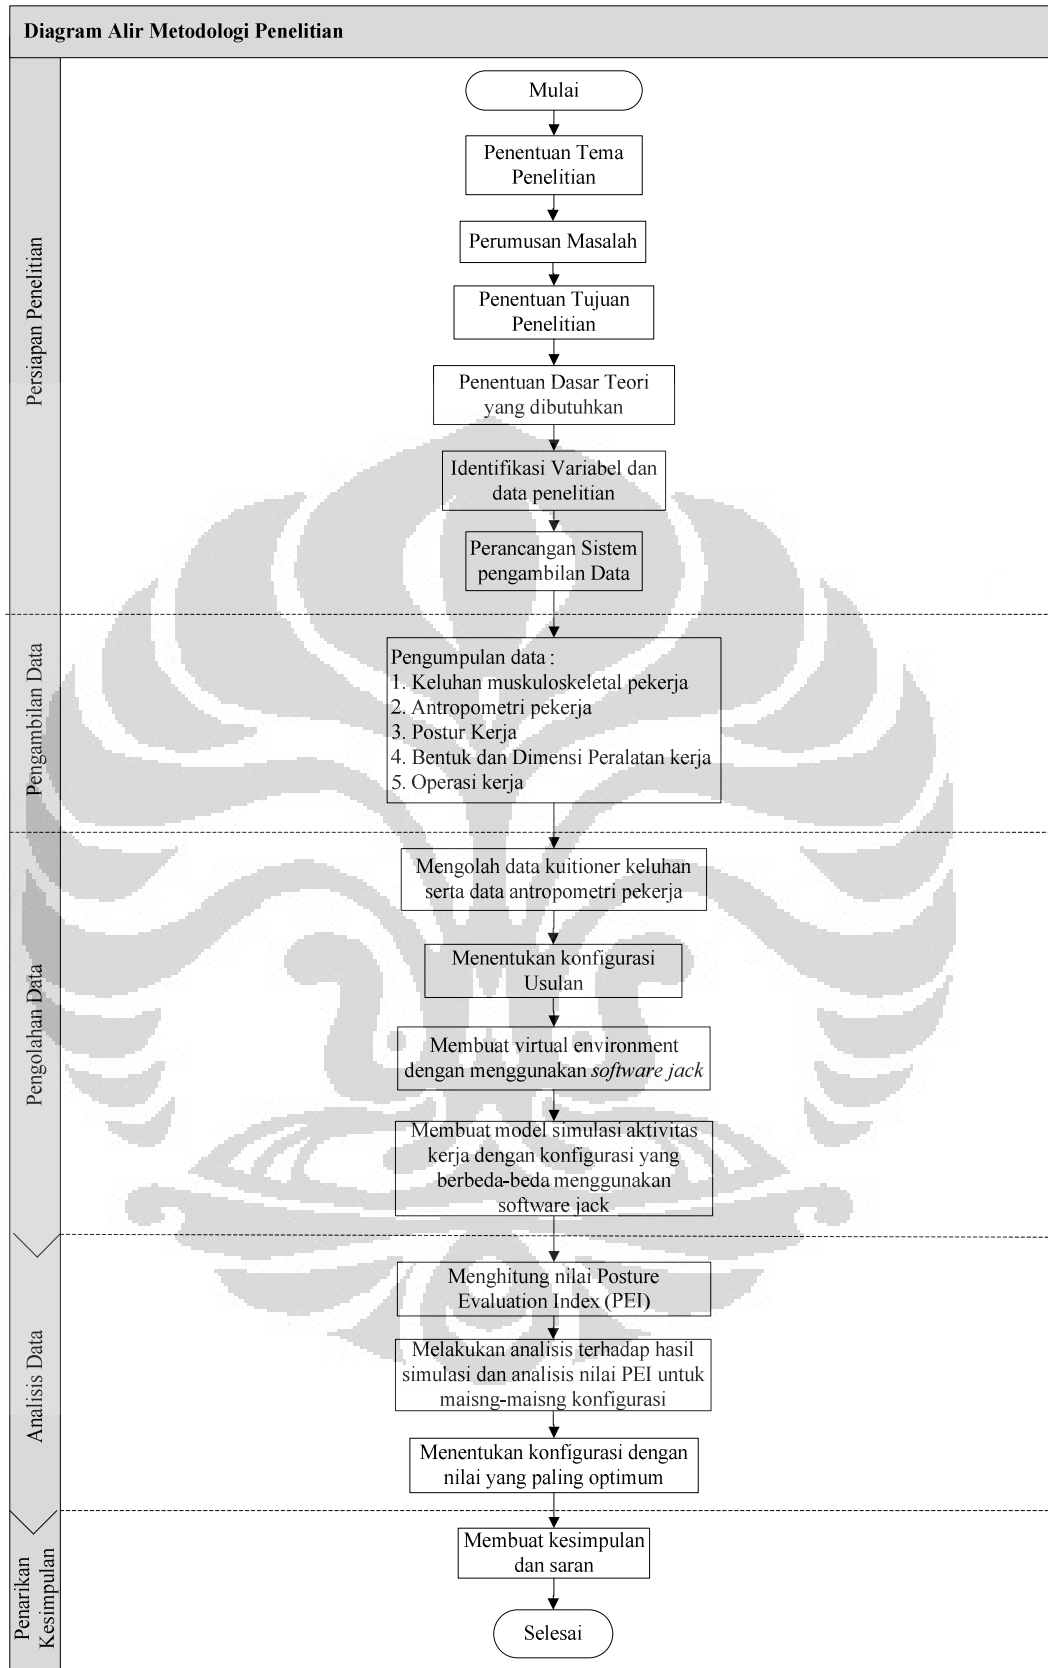 Diagram Alir Metodologi Penelitian
Persiapan Penelitian
Mulai
Penentuan Tema
Penelitian
Perumusan Masalah
Penentuan Tujuan
Penelitian
Penentuan Dasar Teori
yang dibutuhkan
Identifikasi Variabel dan
data penelitian
Perancangan Sistem
pengambilan Data
Pengambilan Data
Pengumpulan data :
1. Keluhan muskuloskeletal pekerja
2. Antropometri pekerja
3. Postur Kerja
4. Bentuk dan Dimensi Peralatan kerja
5. Operasi kerja
Pengolahan Data
Mengolah data kuitioner keluhan
serta data antropometri pekerja
Menentukan konfigurasi
Usulan
Membuat virtual environment
dengan menggunakan software jack
Membuat model simulasi aktivitas
kerja dengan konfigurasi yang
berbeda-beda menggunakan
software jack
Analisis Data
Menghitung nilai Posture
Evaluation Index (PEI)
Melakukan analisis terhadap hasil
simulasi dan analisis nilai PEI untuk
maisng-maisng konfigurasi
Menentukan konfigurasi dengan
nilai yang paling optimum
Penarikan
Kesimpulan
Membuat kesimpulan
dan saran
Selesai